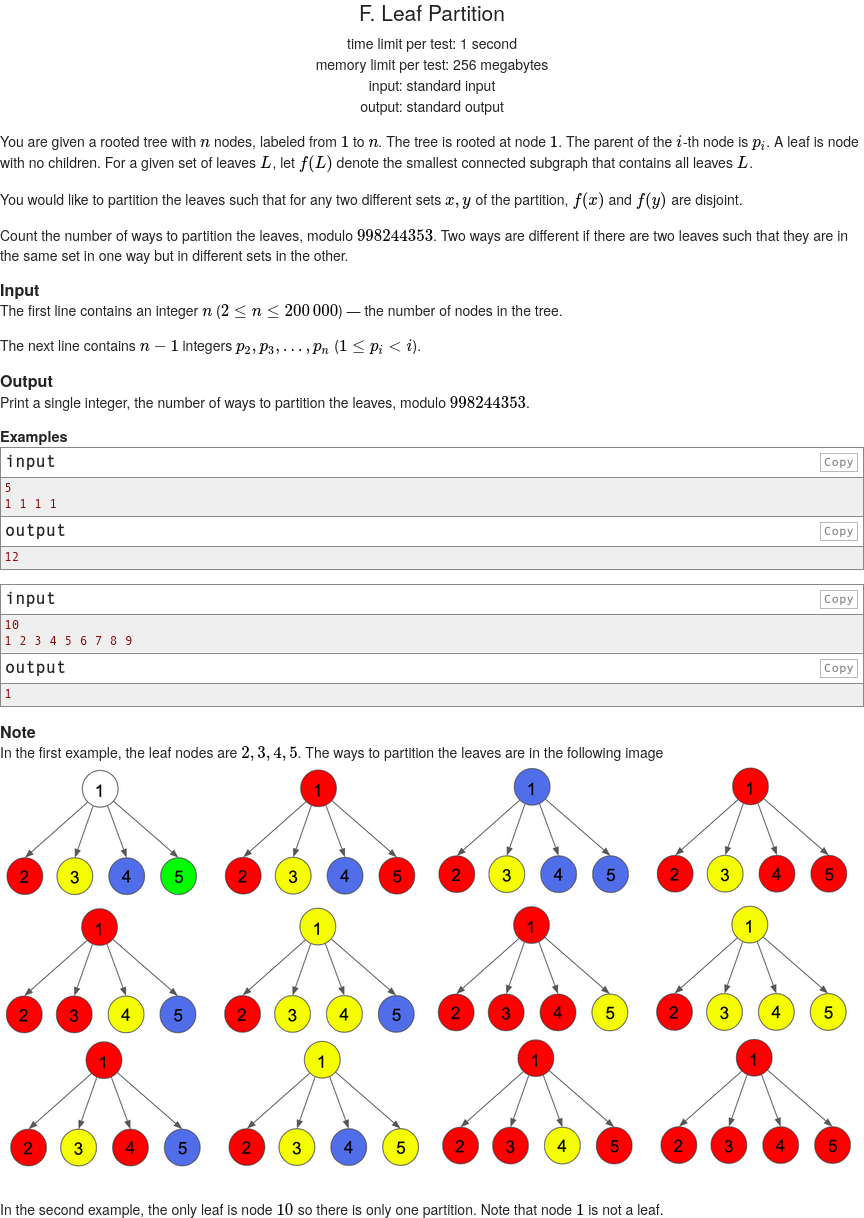 F. Leaf Partition
time limit per test: 1 second
memory limit per test: 256 megabytes
input: standard input
output: standard output
You are given a rooted tree with n nodes, labeled from 1 to n. The tree is rooted at node 1. The parent of the i-th node is p_i. A leaf is node
with no children. For a given set of leaves L, let f(L) denote the smallest connected subgraph that contains all leaves L.
You would like to partition the leaves such that for any two different sets x, y of the partition, f(x) and f(y) are disjoint.
Count the number of ways to partition the leaves, modulo 998244353. Two ways are different if there are two leaves such that they are in
the same set in one way but in different sets in the other.
Input
The first line contains an integer n (2 ≤ n ≤ 200 000) — the number of nodes in the tree.
The next line contains n − 1 integers p_2, p_3, . . . , p_n (1 ≤ p_i < i).
Output
Print a single integer, the number of ways to partition the leaves, modulo 998244353.
Examples
input Copy
5
1 1 1 1
output Copy
12
input Copy
10
1 2 3 4 5 6 7 8 9
output Copy
1
Note
In the first example, the leaf nodes are 2, 3, 4, 5. The ways to partition the leaves are in the following image
1 1 1 1
2 3 4 5 2 3 4 5 2 3 4 5 2 3 4 5
1 1 1 1
2 3 4 5 2 3 4 5 2 3 4 5 2 3 4 5
1 1 1 1
2 3 4 5 2 3 4 5 2 3 4 5 2 3 4 5
In the second example, the only leaf is node 10 so there is only one partition. Note that node 1 is not a leaf.